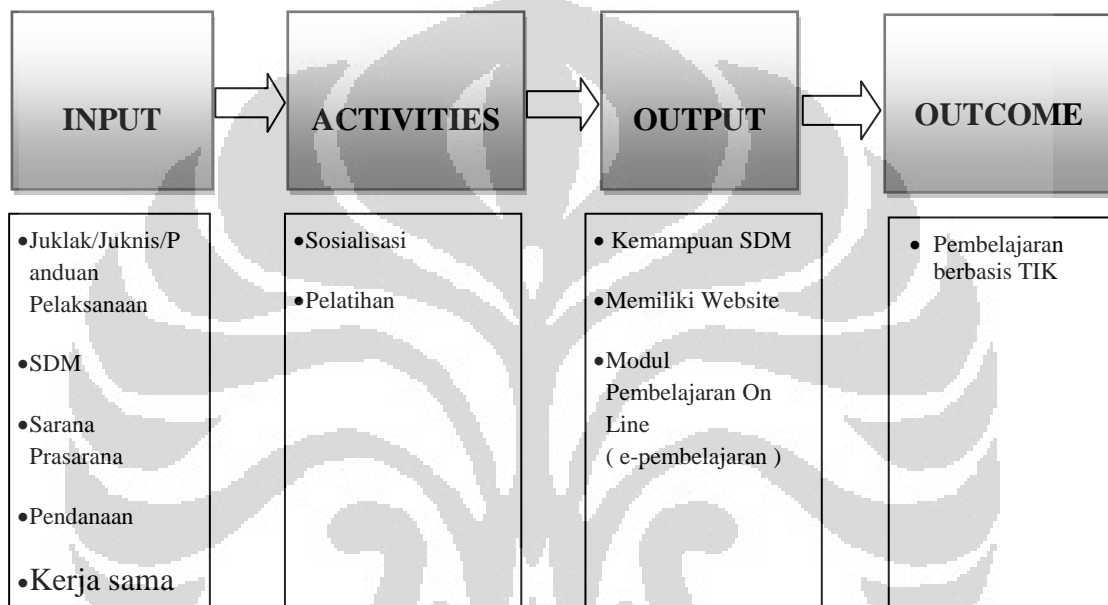 INPUT
ACTIVITIES
OUTPUT
OUTCOME
•Juklak/Juknis/P
anduan
Pelaksanaan
•SDM
•Sarana
Prasarana
•Pendanaan
•Kerja sama
•Sosialisasi
•Pelatihan
• Kemampuan SDM
•Memiliki Website
•Modul
Pembelajaran On
Line
( e-pembelajaran )
• Pembelajaran
berbasis TIK